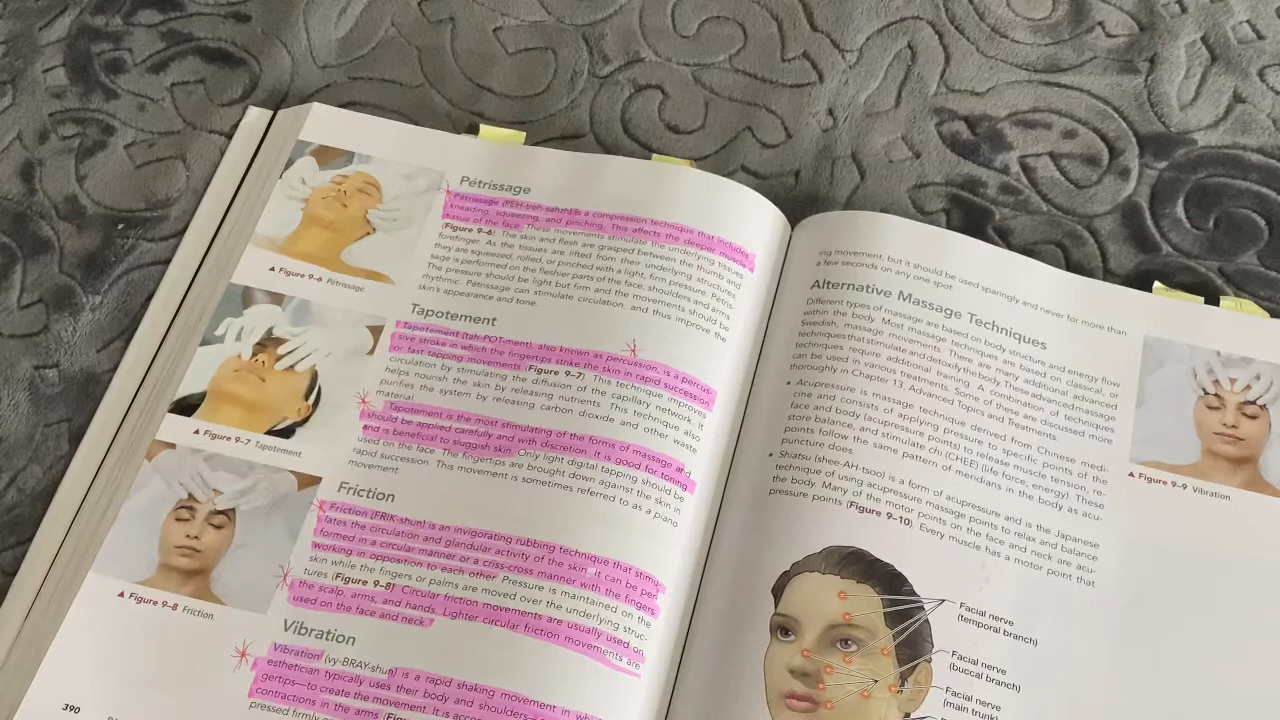 Pétrissage
Pétrissage (PEH-treh-sahzh) is a compression technique that includes
kneading, squeezing, and pinching. This affects the deeper muscle
tissue of the face. These movements stimulate the underlying tissues
(Figure 9–6). The skin and flesh are grasped between the thumb and
forefinger. As the tissues are lifted from their underlying structures,
they are squeezed, rolled, or pinched with a light, firm pressure. Pétris-
sage is performed on the fleshier parts of the face, shoulders and arms.
The pressure should be light but firm and the movements should be
rhythmic. Pétrissage can stimulate circulation, and thus improve the
skin's appearance and tone.
▲ Figure 9–6 Pétrissage.
Tapotement
Tapotement (tah-POT-ment), also known as percussion, is a percus-
sive stroke in which the fingertips strike the skin in rapid succession
or fast tapping movements (Figure 9–7). This technique improves
circulation by stimulating the diffusion of the capillary network. It
helps nourish the skin by releasing nutrients. This technique also
purifies the system by releasing carbon dioxide and other waste
material.
Tapotement is the most stimulating of the forms of massage and
should be applied carefully and with discretion. It is good for toning
and is beneficial to sluggish skin. Only light digital tapping should be
used on the face. The fingertips are brought down against the skin in
rapid succession. This movement is sometimes referred to as a piano
movement.
▲ Figure 9–7 Tapotement.
Friction
Friction (FRIK-shun) is an invigorating rubbing technique that stimu-
lates the circulation and glandular activity of the skin. It can be per-
formed in a circular manner or a criss-cross manner with the fingers
working in opposition to each other. Pressure is maintained on the
skin while the fingers or palms are moved over the underlying struc-
tures (Figure 9–8). Circular friction movements are usually used on
the scalp, arms, and hands. Lighter circular friction movements are
used on the face and neck.
▲ Figure 9–8 Friction.
Vibration
Vibration (vy-BRAY-shun) is a rapid shaking movement in
esthetician typically uses their body and shoulders—
gertips—to create the movement. It is
contractions in the arms
pressed firmly
390
ing movement, but it should be used sparingly and never for more than
a few seconds on any one spot.
Alternative Massage Techniques
Different types of massage are based on body structure and energy flow
within the body. Most massage techniques are based on classical, or
Swedish, massage movements. There are many additional advanced
techniques that stimulate and detoxify the body. These advanced massage
techniques require additional training. A combination of techniques
can be used in various treatments. Some of these are discussed more
thoroughly in Chapter 13, Advanced Topics and Treatments.
• Acupressure is massage technique derived from Chinese medi-
cine and consists of applying pressure to specific points of the
face and body (acupressure points) to release muscle tension, re-
store balance, and stimulate chi (CHEE) (life force, energy). These
points follow the same pattern of meridians in the body as acu-
puncture does.
• Shiatsu (shee-AH-tsoo) is a form of acupressure and is the Japanese
technique of using acupressure massage points to relax and balance
the body. Many of the motor points on the face and neck are acu-
pressure points (Figure 9–10). Every muscle has a motor point that
▲ Figure 9–9 Vibration.
Facial nerve
(temporal branch)
Facial nerve
(buccal branch)
Facial nerve
(main trunk)